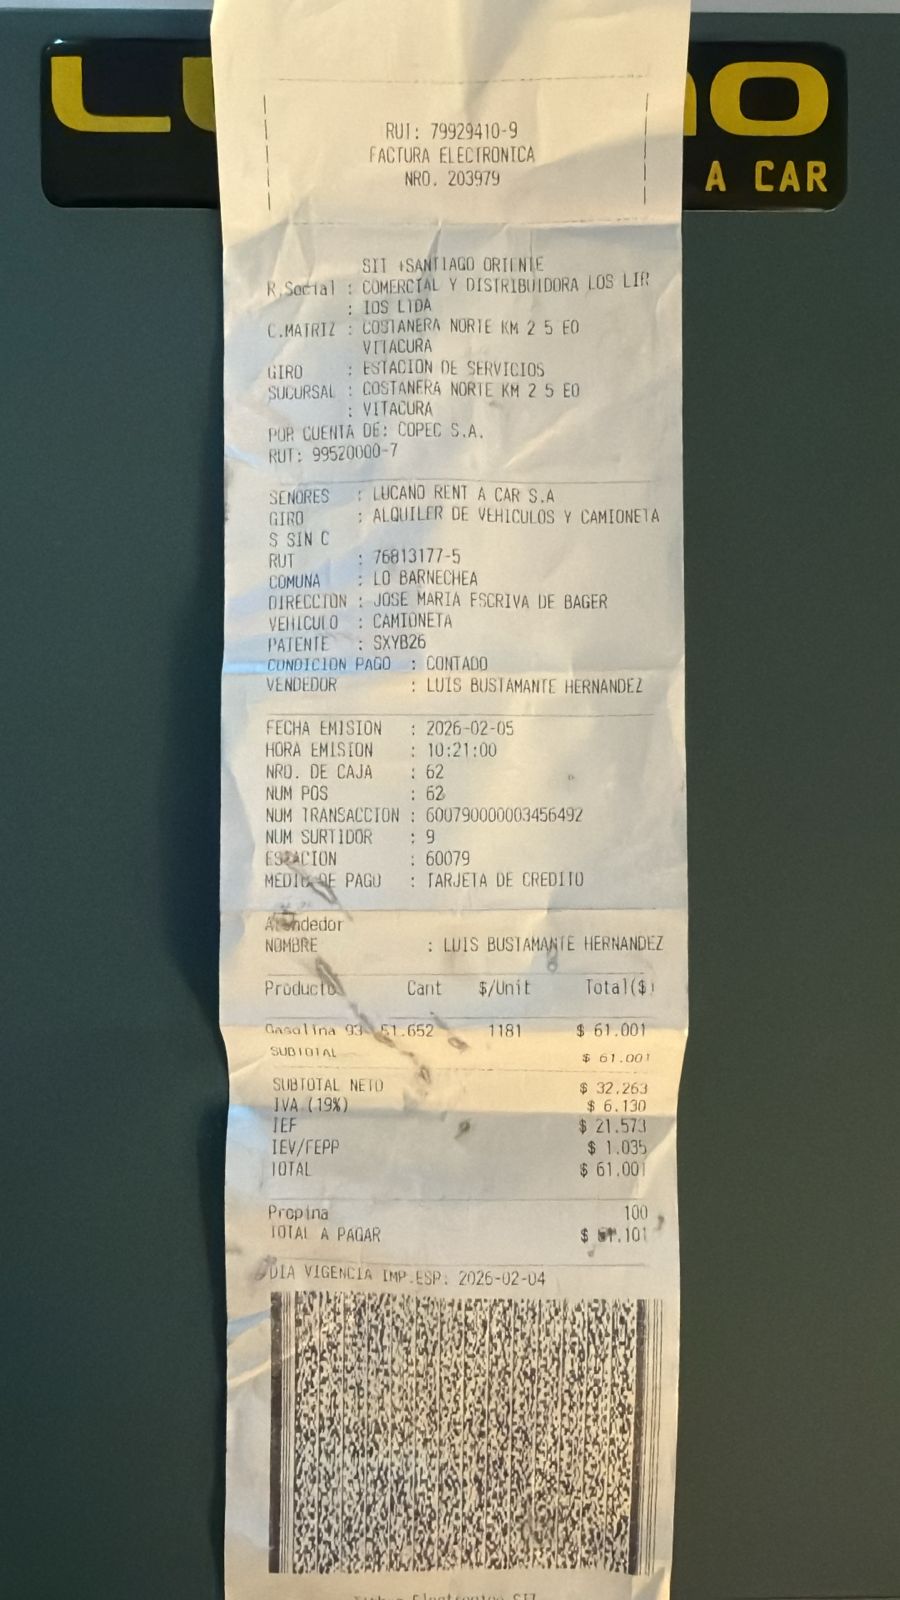 A CAR
RUT: 79929410-9
FACTURA ELECTRONICA
NRO. 203979
SII +SANTIAGO ORIENTE
R.Social : COMERCIAL Y DISTRIBUIDORA LOS LIR
: IOS LTDA
C.MATRIZ : COSTANERA NORTE KM 2 5 EO
VITACURA
GIRO : ESTACION DE SERVICIOS
SUCURSAL : COSTANERA NORTE KM 2 5 EO
: VITACURA
POR CUENTA DE: COPEC S.A.
RUT: 99520000-7
SENORES : LUCANO RENT A CAR S.A
GIRO : ALQUILER DE VEHICULOS Y CAMIONETA
S SIN C
RUT : 76813177-5
COMUNA : LO BARNECHEA
DIRECCION : JOSE MARIA ESCRIVA DE BAGER
VEHICULO : CAMIONETA
PATENTE : SXYB26
CONDICION PAGO : CONTADO
VENDEDOR : LUIS BUSTAMANTE HERNANDEZ
FECHA EMISION : 2026-02-05
HORA EMISION : 10:21:00
NRO. DE CAJA : 62
NUM POS : 62
NUM TRANSACCION : 600790000003456492
NUM SURTIDOR : 9
ESTACION : 60079
MEDIO DE PAGO : TARJETA DE CREDITO
Atendedor
NOMBRE : LUIS BUSTAMANTE HERNANDEZ
Producto Cant $/Unit Total($)
Gasolina 93 51.652 1181 $ 61.001
SUBTOTAL $ 61.001
SUBTOTAL NETO $ 32.263
IVA (19%) $ 6.130
IEF $ 21.573
IEV/FEPP $ 1.035
TOTAL $ 61.001
Propina 100
TOTAL A PAGAR $ 61.101
DIA VIGENCIA IMP.ESP: 2026-02-04